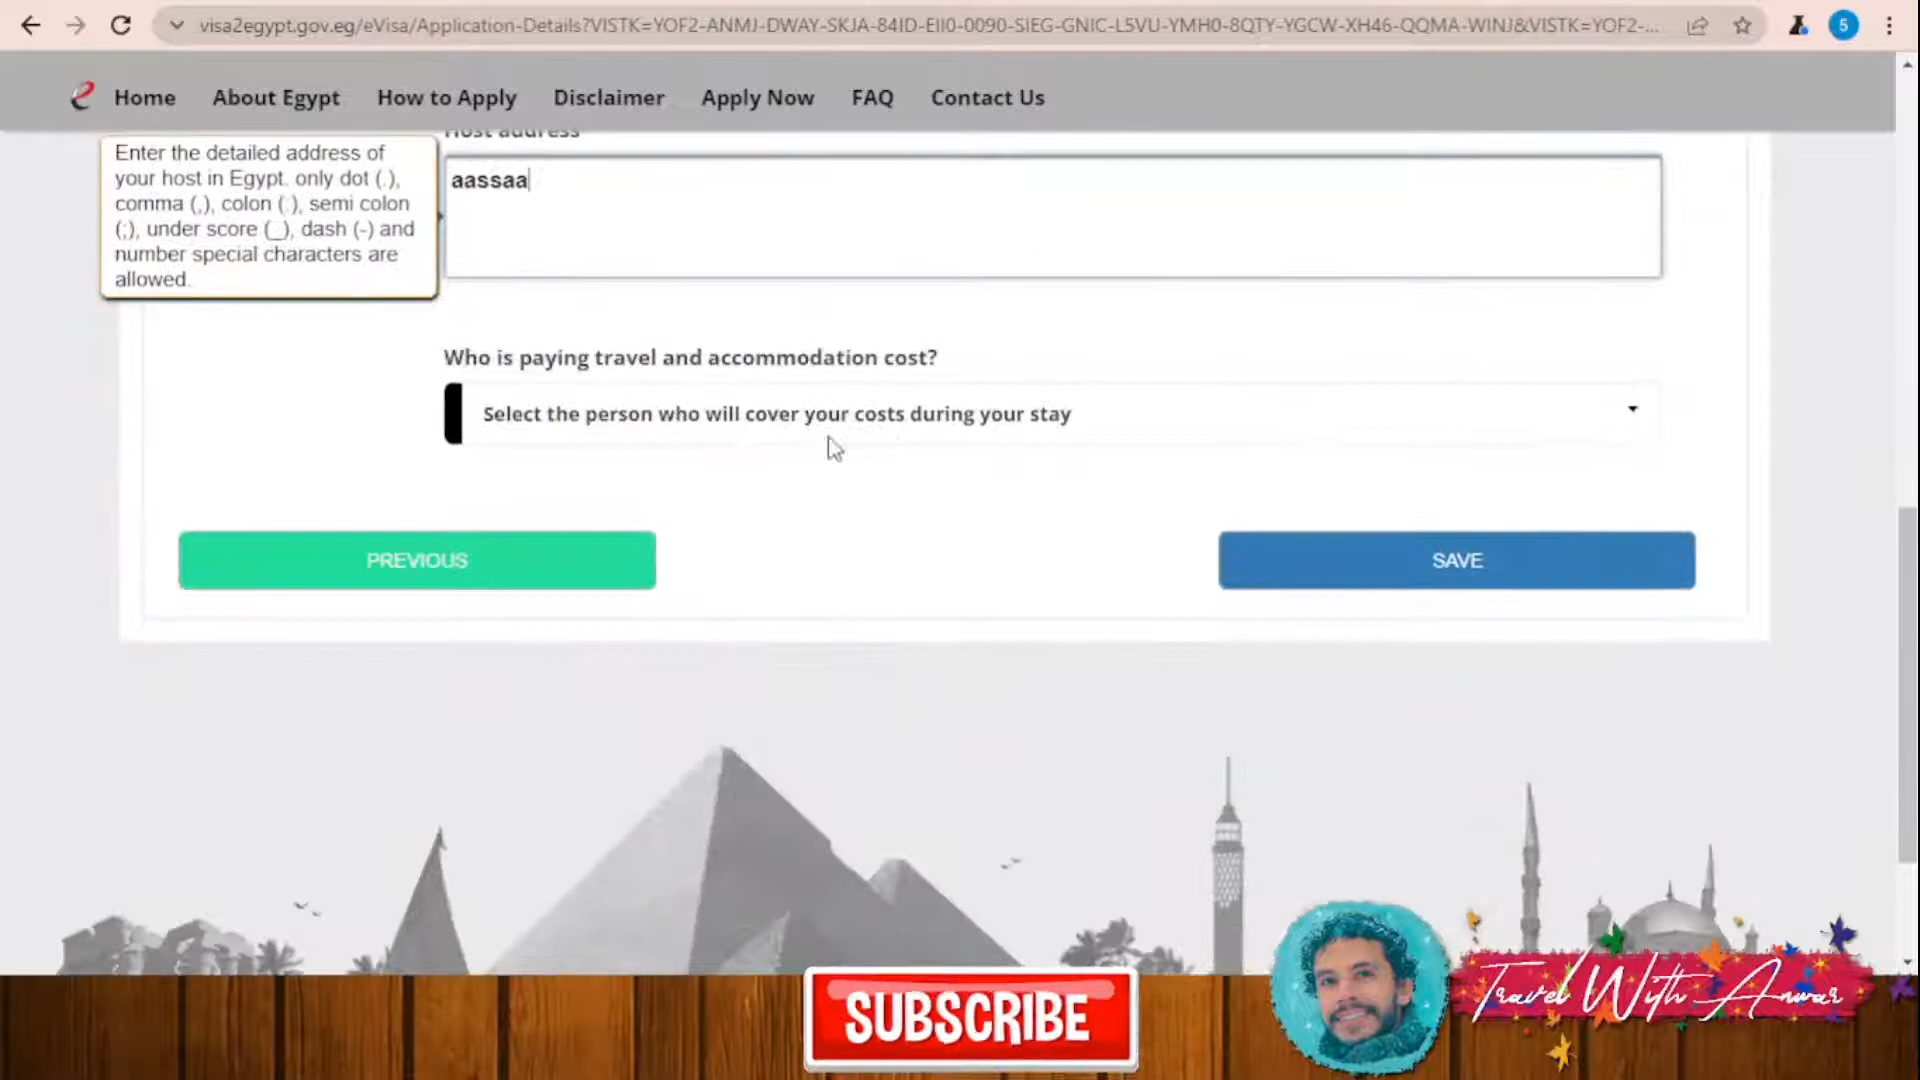 visa2egypt.gov.eg/eVisa/Application-Details?VISTK=YOF2-ANMJ-DWAY-SKJA-84ID-EII0-0090-SIEG-GNIC-L5VU-YMH0-8QTY-YGCW-XH46-QQMA-WINJ&VISTK=YOF2-...
5
Home About Egypt How to Apply Disclaimer Apply Now FAQ Contact Us
Host address
Enter the detailed address of
your host in Egypt. only dot (.),
comma (,), colon (:), semi colon
(;), under score (_), dash (-) and
number special characters are
allowed.
aassaa
Who is paying travel and accommodation cost?
Select the person who will cover your costs during your stay
PREVIOUS
SAVE
SUBSCRIBE
Travel With Anwar